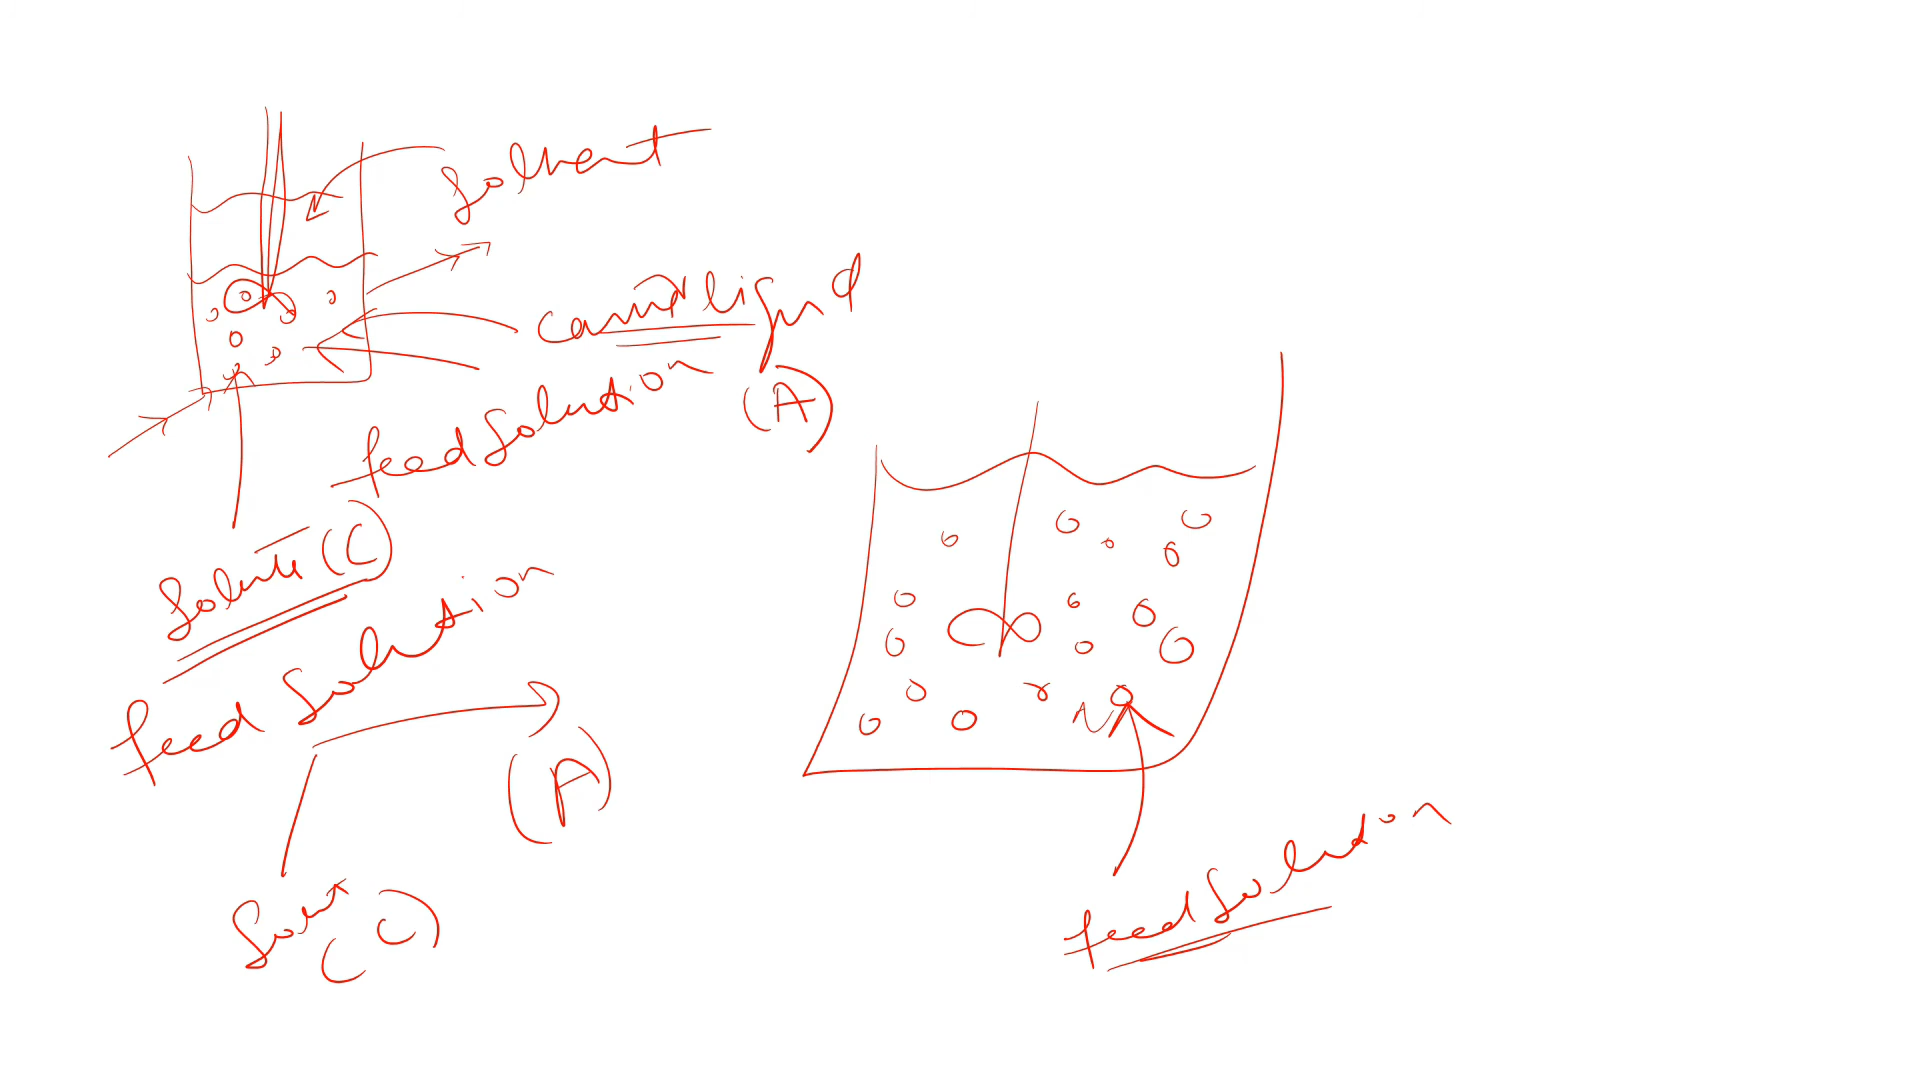 Solvent
Carrier liquid
(A)
feed Solution
Solute (C)
feed Solution
(A)
(C)
feed Solution